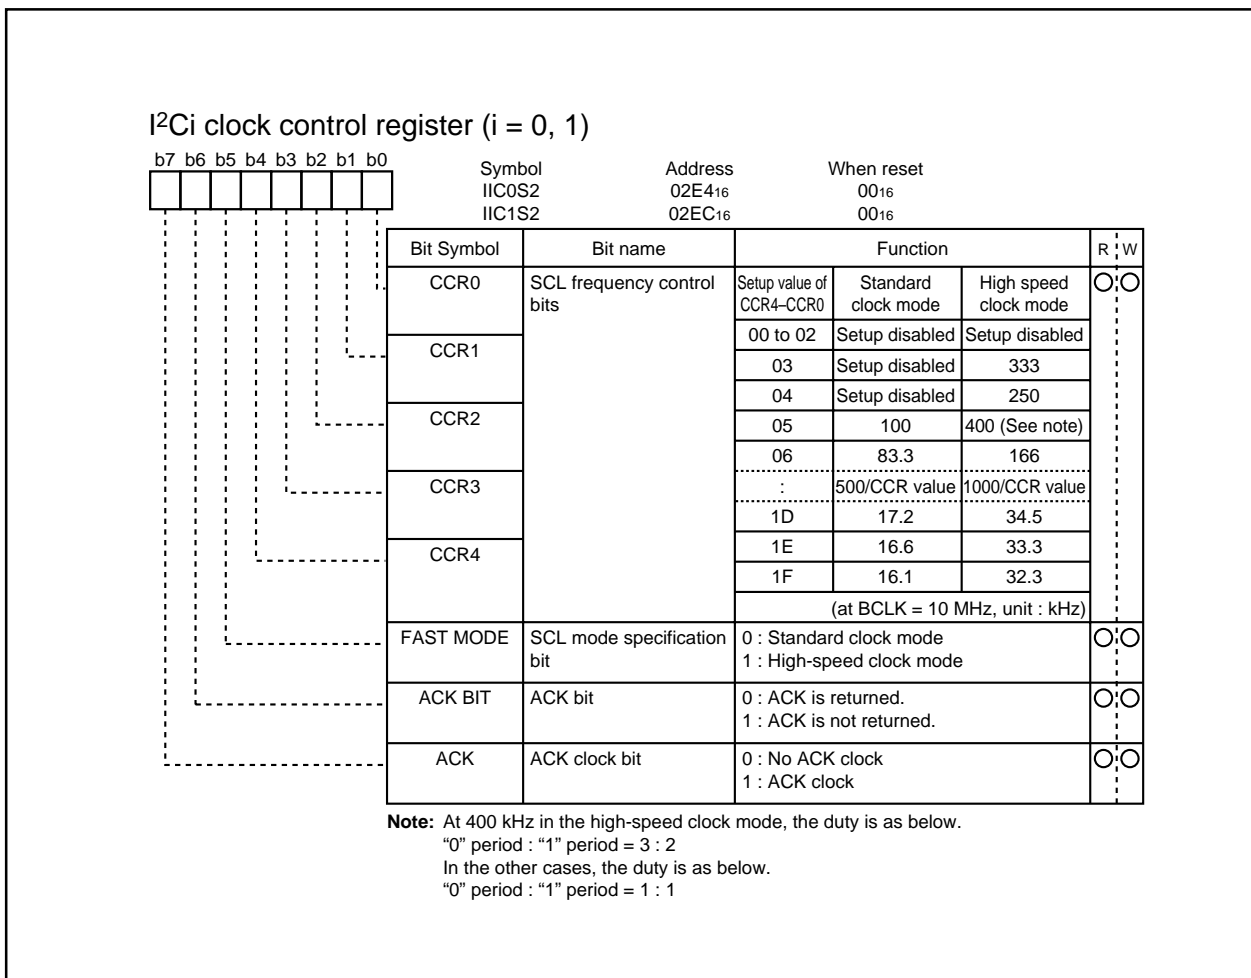 I²Ci clock control register (i = 0, 1)
b7 b6 b5 b4 b3 b2 b1 b0
Symbol Address When reset
IIC0S2 02E4₁₆ 00₁₆
IIC1S2 02EC₁₆ 00₁₆
Bit Symbol Bit name Function R W
CCR0 SCL frequency control bits
Setup value of CCR4–CCR0 Standard clock mode High speed clock mode
00 to 02 Setup disabled Setup disabled
CCR1
03 Setup disabled 333
04 Setup disabled 250
CCR2
05 100 400 (See note)
06 83.3 166
CCR3
: 500/CCR value 1000/CCR value
1D 17.2 34.5
CCR4
1E 16.6 33.3
1F 16.1 32.3
(at BCLK = 10 MHz, unit : kHz)
FAST MODE SCL mode specification bit
0 : Standard clock mode
1 : High-speed clock mode
ACK BIT ACK bit
0 : ACK is returned.
1 : ACK is not returned.
ACK ACK clock bit
0 : No ACK clock
1 : ACK clock
Note: At 400 kHz in the high-speed clock mode, the duty is as below.
“0” period : “1” period = 3 : 2
In the other cases, the duty is as below.
“0” period : “1” period = 1 : 1